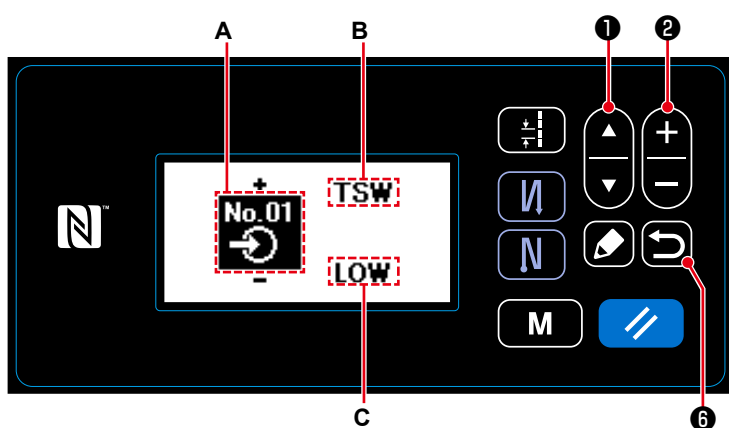 A B ❶ ❷
+ TSW
No.01
-
LOW
+
−
M
C ❻